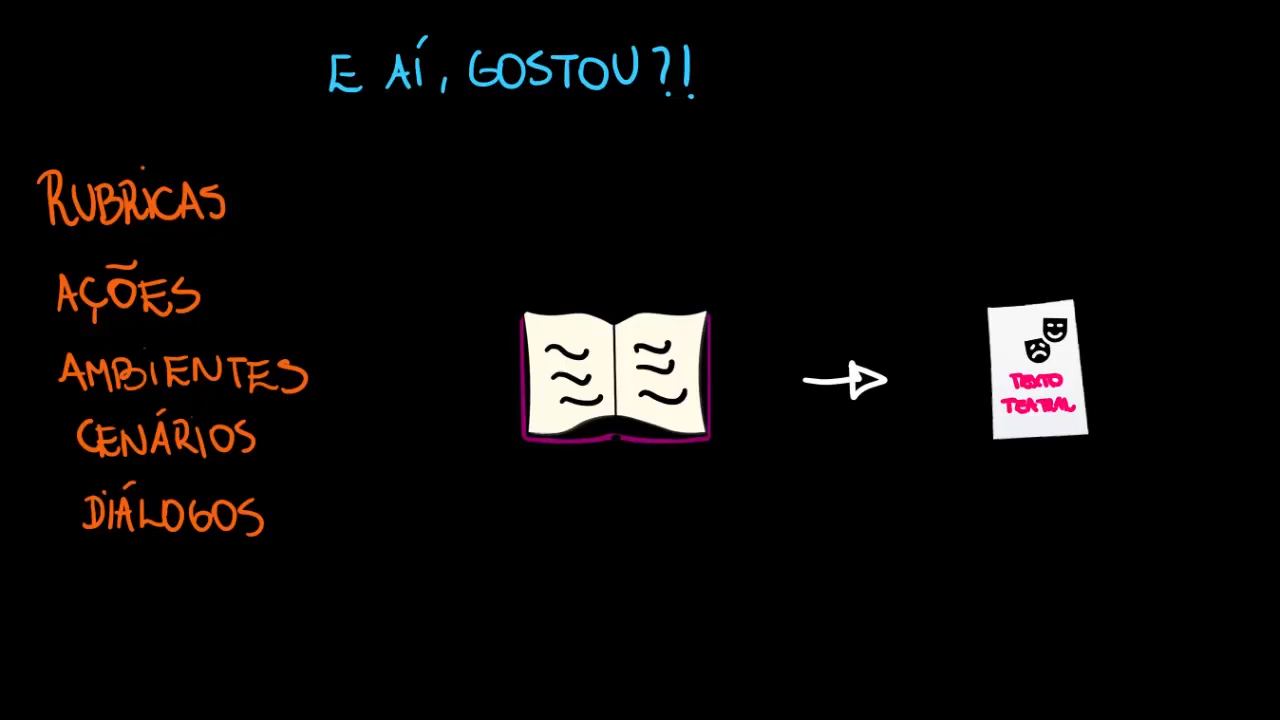 E AÍ, GOSTOU?!
RUBRICAS
AÇÕES
AMBIENTES
CENÁRIOS
DIÁLOGOS
TEXTO
TEATRAL